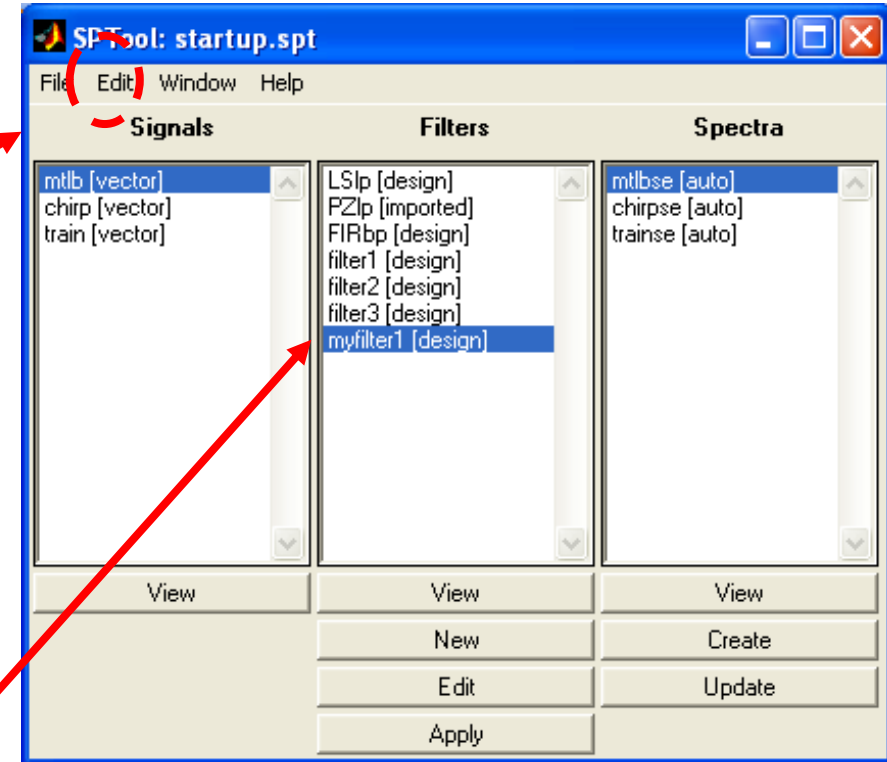 SPTool: startup.spt
File Edit Window Help
Signals
Filters
Spectra
mtlb [vector]
chirp [vector]
train [vector]
LSlp [design]
PZlp [imported]
FIRbp [design]
filter1 [design]
filter2 [design]
filter3 [design]
myfilter1 [design]
mtlbse [auto]
chirpse [auto]
trainse [auto]
View
View
New
Edit
Apply
View
Create
Update